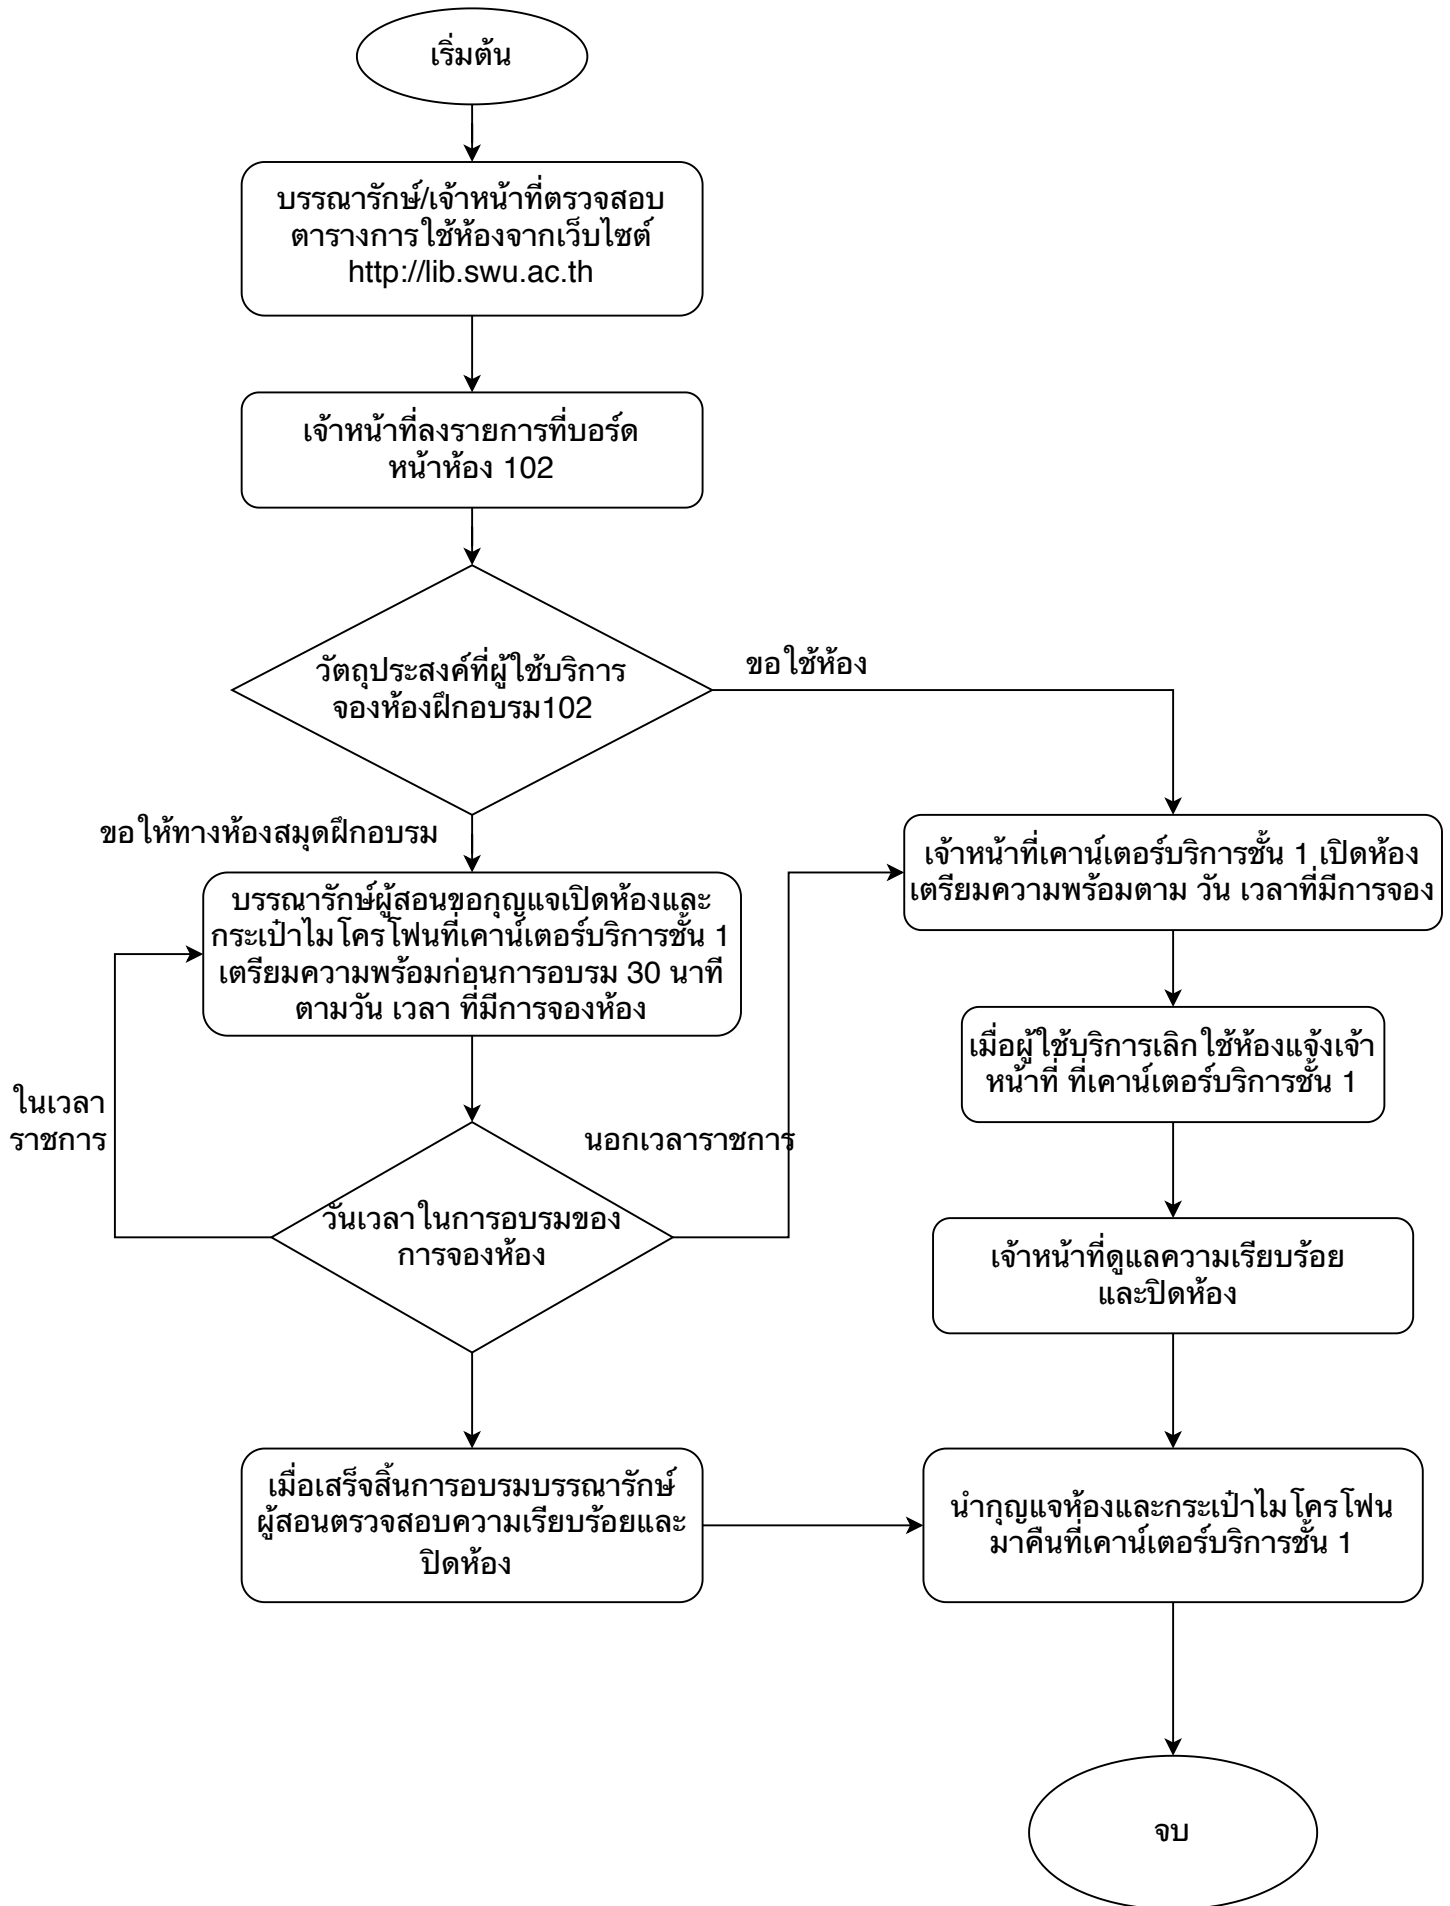 เริ่มต้น
บรรณารักษ์/เจ้าหน้าที่ตรวจสอบ
ตารางการใช้ห้องจากเว็บไซต์
http://lib.swu.ac.th
เจ้าหน้าที่ลงรายการที่บอร์ด
หน้าห้อง 102
วัตถุประสงค์ที่ผู้ใช้บริการ
จองห้องฝึกอบรม102
ขอใช้ห้อง
ขอให้ทางห้องสมุดฝึกอบรม
บรรณารักษ์ผู้สอนขอกุญแจเปิดห้องและ
กระเป๋าไมโครโฟนที่เคาน์เตอร์บริการชั้น 1
เตรียมความพร้อมก่อนการอบรม 30 นาที
ตามวัน เวลา ที่มีการจองห้อง
เจ้าหน้าที่เคาน์เตอร์บริการชั้น 1 เปิดห้อง
เตรียมความพร้อมตาม วัน เวลาที่มีการจอง
เมื่อผู้ใช้บริการเลิกใช้ห้องแจ้งเจ้า
หน้าที่ ที่เคาน์เตอร์บริการชั้น 1
ในเวลา
ราชการ
นอกเวลาราชการ
วันเวลาในการอบรมของ
การจองห้อง
เจ้าหน้าที่ดูแลความเรียบร้อย
และปิดห้อง
เมื่อเสร็จสิ้นการอบรมบรรณารักษ์
ผู้สอนตรวจสอบความเรียบร้อยและ
ปิดห้อง
นำกุญแจห้องและกระเป๋าไมโครโฟน
มาคืนที่เคาน์เตอร์บริการชั้น 1
จบ